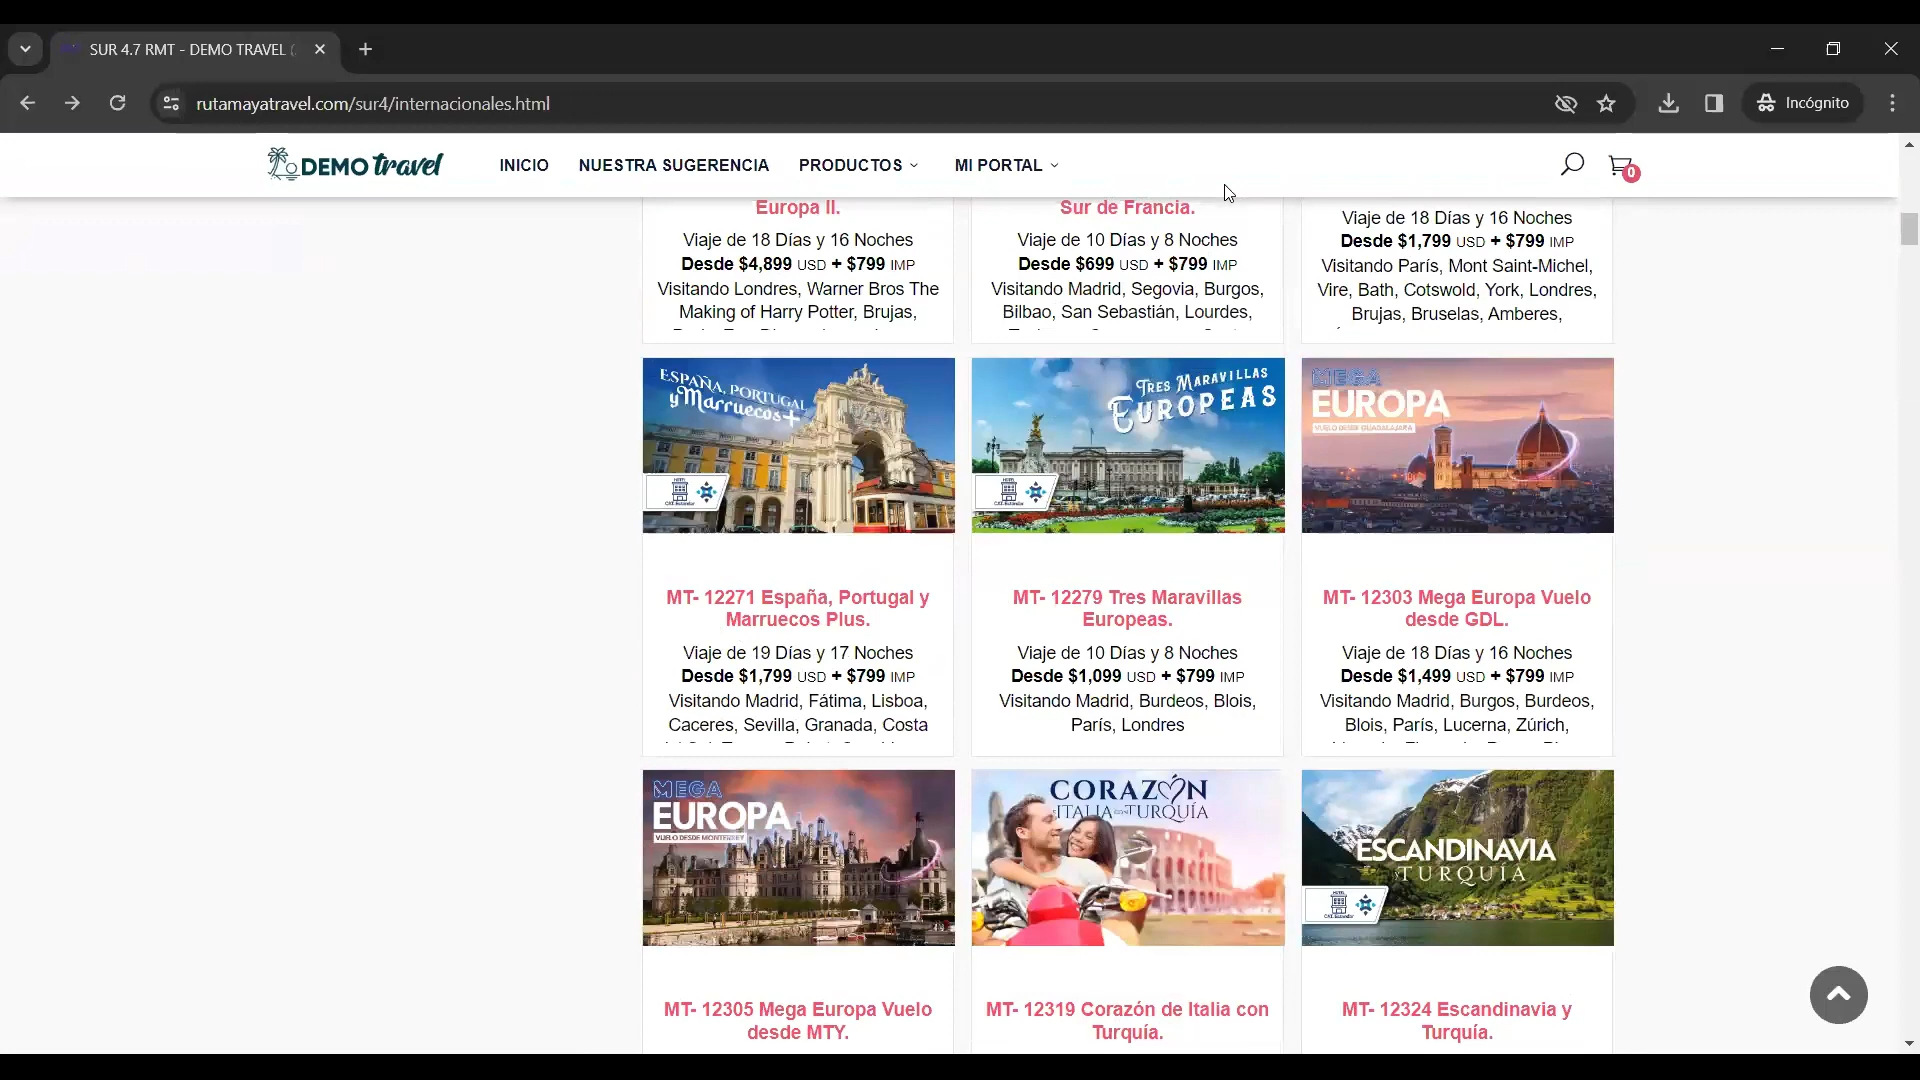 SUR 4.7 RMT - DEMO TRAVEL
rutamayatravel.com/sur4/internacionales.html
Incógnito
DEMO travel
INICIO
NUESTRA SUGERENCIA
PRODUCTOS
MI PORTAL
0
Europa II.
Viaje de 18 Días y 16 Noches
Desde $4,899 USD + $799 IMP
Visitando Londres, Warner Bros The
Making of Harry Potter, Brujas,
Sur de Francia.
Viaje de 10 Días y 8 Noches
Desde $699 USD + $799 IMP
Visitando Madrid, Segovia, Burgos,
Bilbao, San Sebastián, Lourdes,
Viaje de 18 Días y 16 Noches
Desde $1,799 USD + $799 IMP
Visitando París, Mont Saint-Michel,
Vire, Bath, Cotswold, York, Londres,
Brujas, Bruselas, Amberes,
ESPAÑA, PORTUGAL
y Marruecos +
MT- 12271 España, Portugal y
Marruecos Plus.
Viaje de 19 Días y 17 Noches
Desde $1,799 USD + $799 IMP
Visitando Madrid, Fátima, Lisboa,
Caceres, Sevilla, Granada, Costa
TRES MARAVILLAS
EUROPEAS
MT- 12279 Tres Maravillas
Europeas.
Viaje de 10 Días y 8 Noches
Desde $1,099 USD + $799 IMP
Visitando Madrid, Burdeos, Blois,
París, Londres
MEGA
EUROPA
VUELO DESDE GUADALAJARA
MT- 12303 Mega Europa Vuelo
desde GDL.
Viaje de 18 Días y 16 Noches
Desde $1,499 USD + $799 IMP
Visitando Madrid, Burgos, Burdeos,
Blois, París, Lucerna, Zúrich,
MEGA
EUROPA
VUELO DESDE MONTERREY
MT- 12305 Mega Europa Vuelo
desde MTY.
CORAZÓN
ITALIA CON TURQUÍA
MT- 12319 Corazón de Italia con
Turquía.
ESCANDINAVIA
Y TURQUÍA
MT- 12324 Escandinavia y
Turquía.